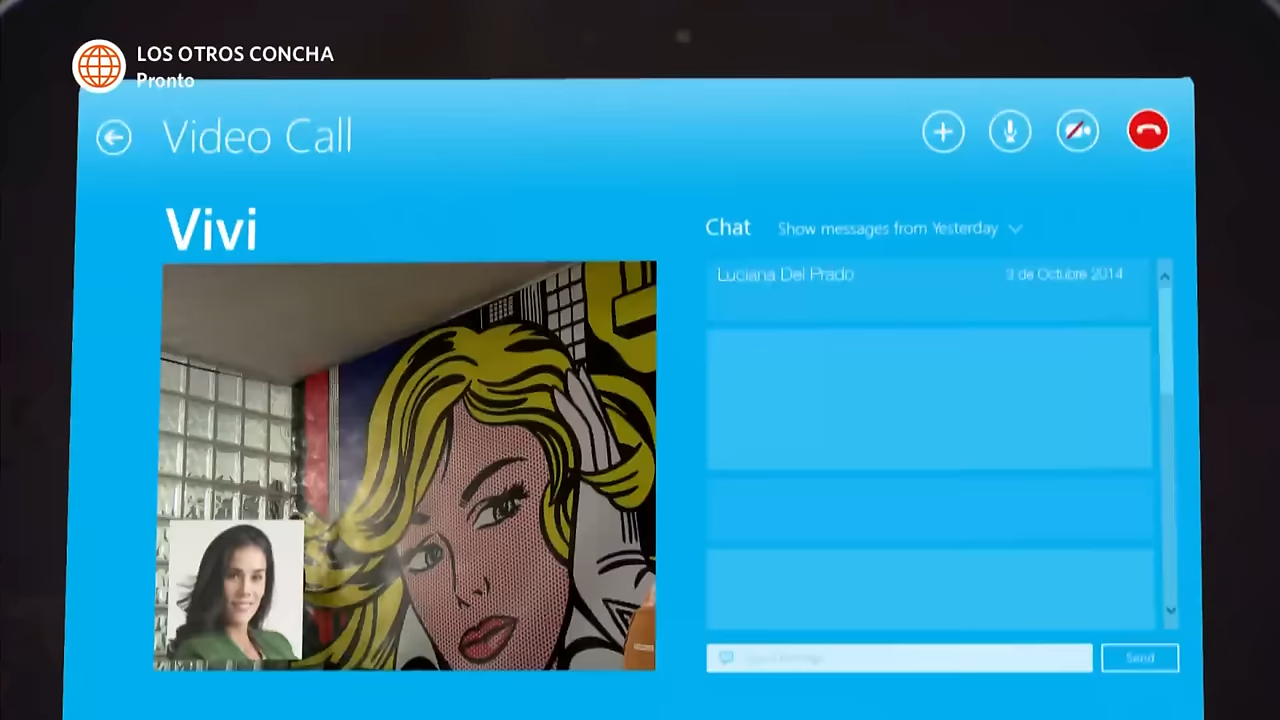 LOS OTROS CONCHA
Pronto
Video Call
Vivi
Chat
Show messages from Yesterday
Luciana Del Prado
3 de Octubre 2014
Send